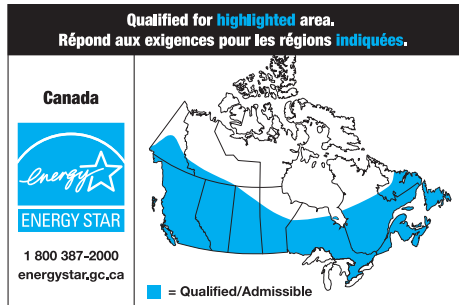 Qualified for highlighted area.
Répond aux exigences pour les régions indiquées.
Canada
energy
ENERGY STAR
1 800 387-2000
energystar.gc.ca
= Qualified/Admissible